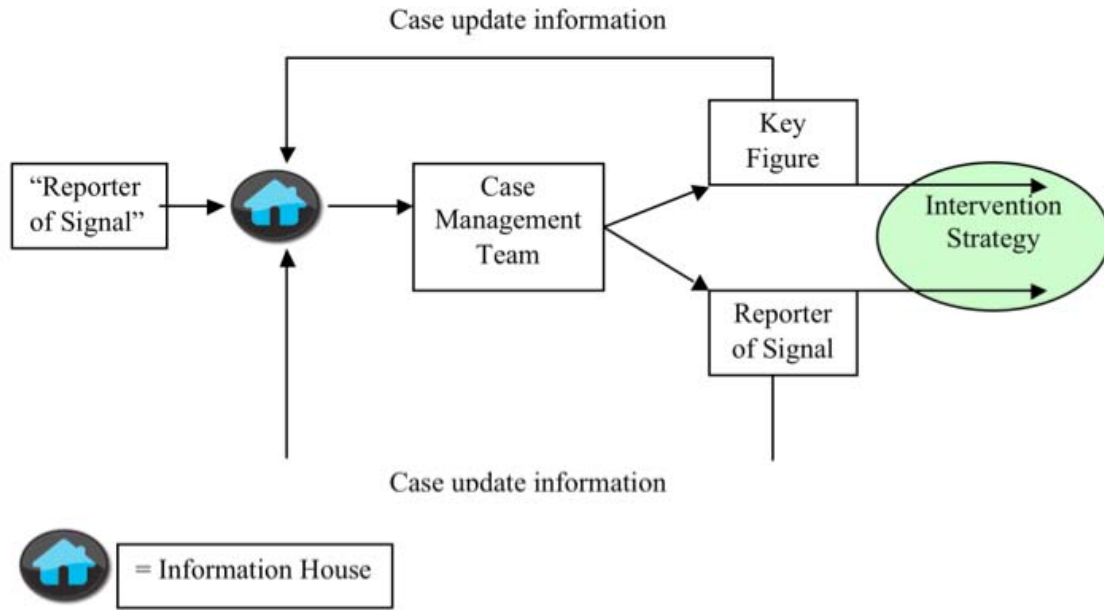 Case update information
“Reporter
of Signal”
Case
Management
Team
Key
Figure
Intervention
Strategy
Reporter
of Signal
Case update information
= Information House